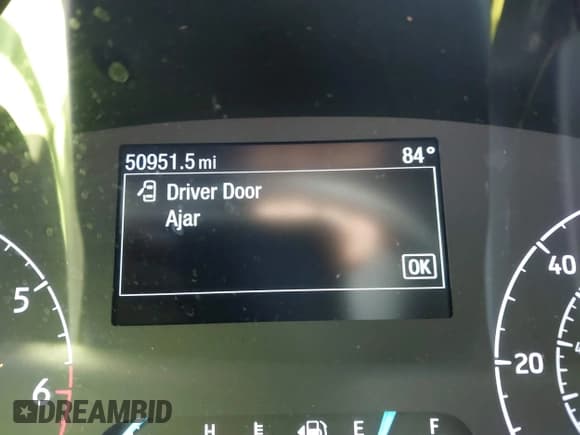 50951.5 mi 84°
Driver Door
Ajar
OK
5 40
6 20
DREAMBID
H E E F